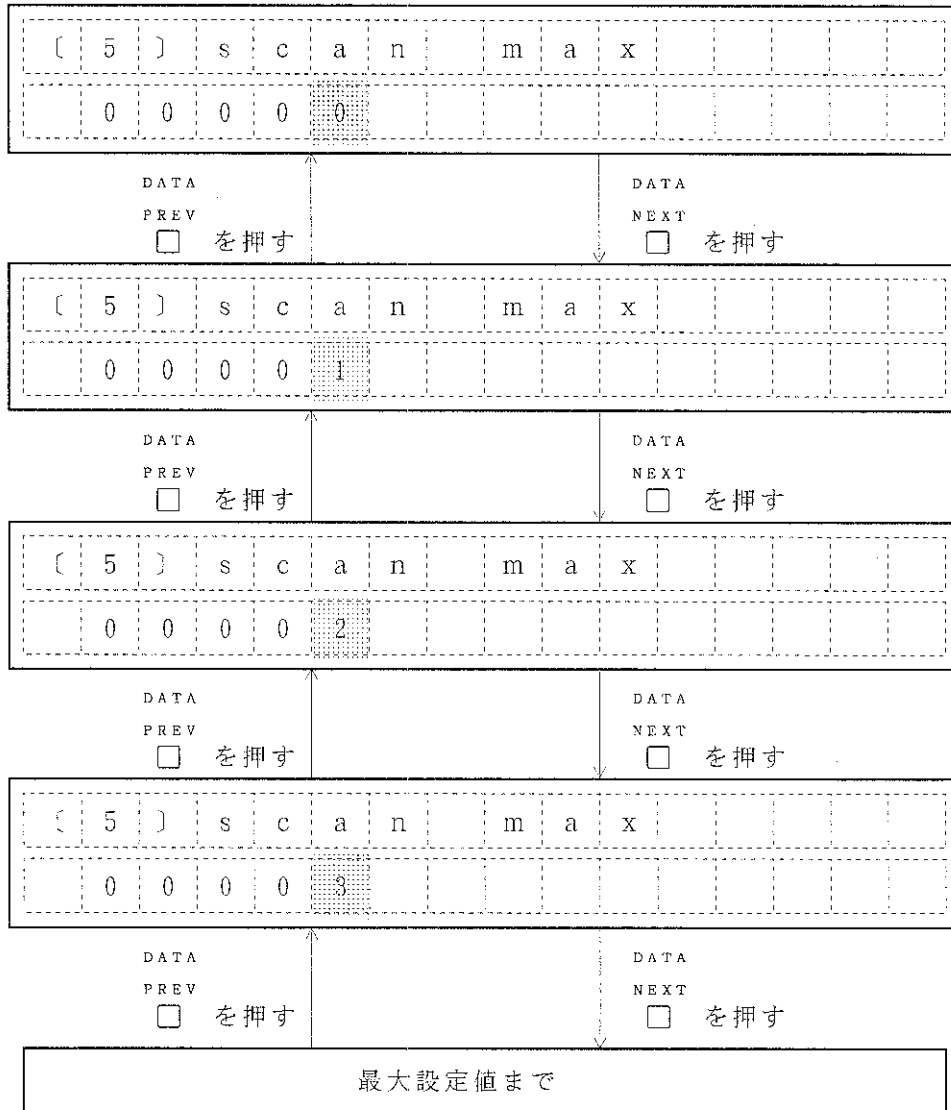 〔5〕scan max
00000
DATA DATA
PREV NEXT
□ を押す □ を押す
〔5〕scan max
00001
DATA DATA
PREV NEXT
□ を押す □ を押す
〔5〕scan max
00002
DATA DATA
PREV NEXT
□ を押す □ を押す
〔5〕scan max
00003
DATA DATA
PREV NEXT
□ を押す □ を押す
最大設定値まで